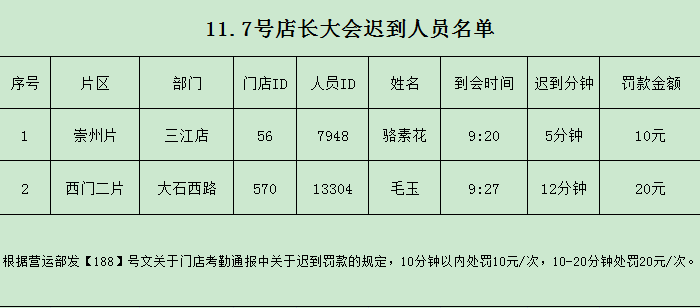 11.7号店长大会迟到人员名单
序号 片区 部门 门店ID 人员ID 姓名 到会时间 迟到分钟 罚款金额
1 崇州片 三江店 56 7948 骆素花 9:20 5分钟 10元
2 西门二片 大石西路 570 13304 毛玉 9:27 12分钟 20元
根据营运部发【188】号文关于门店考勤通报中关于迟到罚款的规定，10分钟以内处罚10元/次，10-20分钟处罚20元/次。